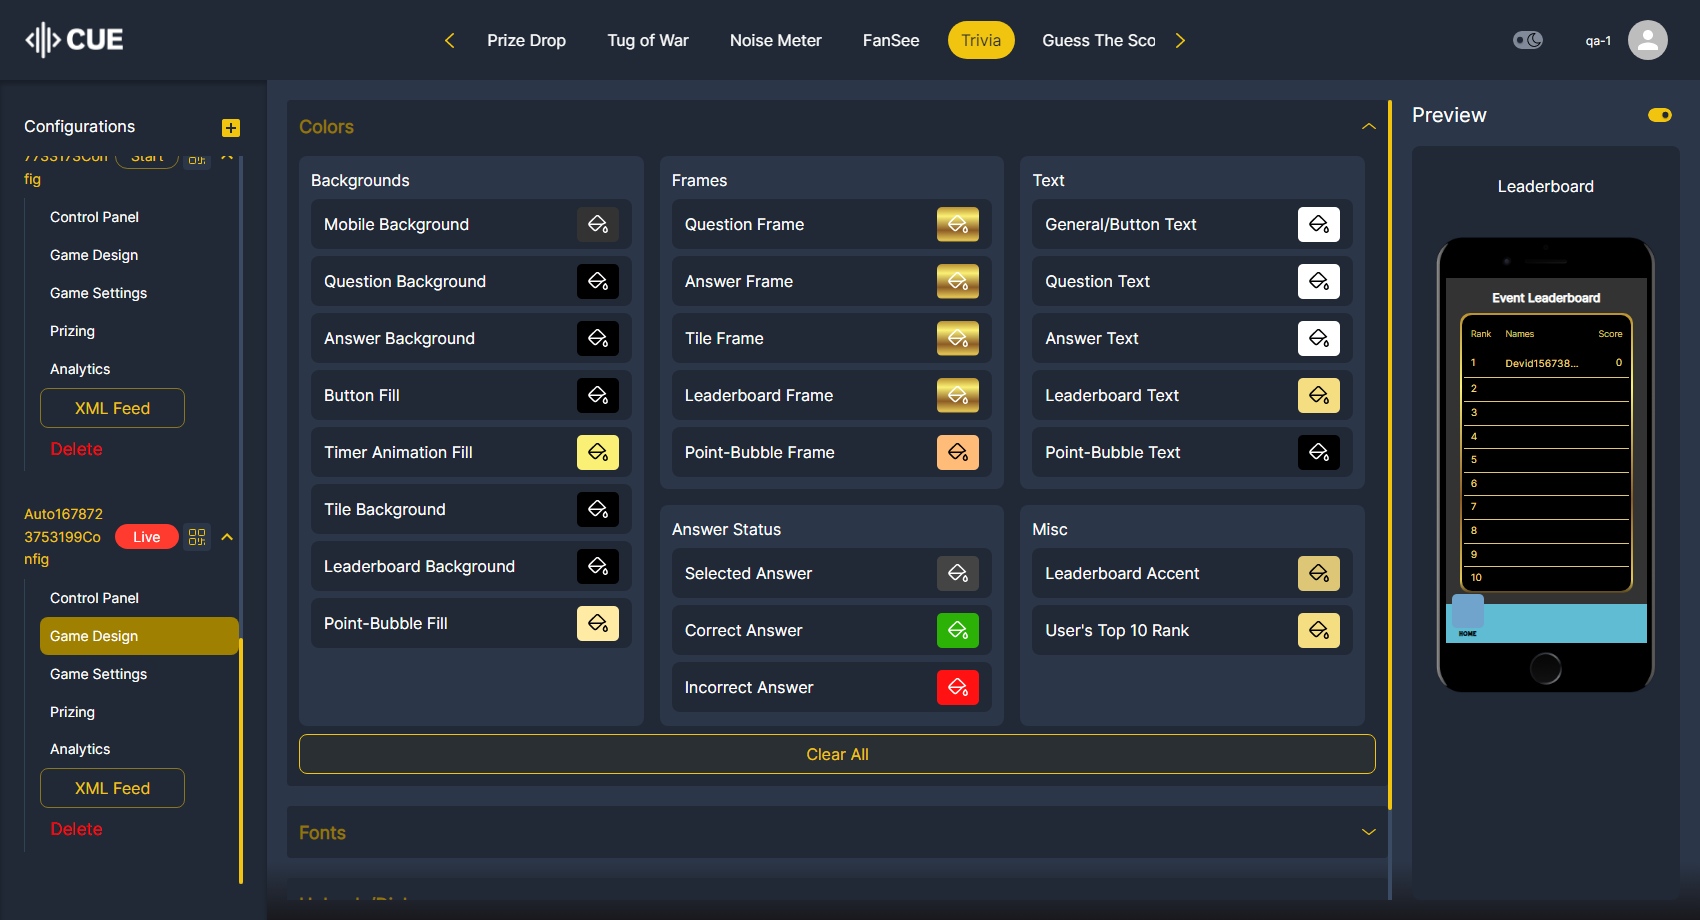 CUE
Prize Drop
Tug of War
Noise Meter
FanSee
Trivia
Guess The Sco
qa-1
Configurations
7733173Con
fig
Start
Control Panel
Game Design
Game Settings
Prizing
Analytics
XML Feed
Delete
Auto167872
3753199Co
nfig
Live
Control Panel
Game Design
Game Settings
Prizing
Analytics
XML Feed
Delete
Colors
Backgrounds
Mobile Background
Question Background
Answer Background
Button Fill
Timer Animation Fill
Tile Background
Leaderboard Background
Point-Bubble Fill
Frames
Question Frame
Answer Frame
Tile Frame
Leaderboard Frame
Point-Bubble Frame
Text
General/Button Text
Question Text
Answer Text
Leaderboard Text
Point-Bubble Text
Answer Status
Selected Answer
Correct Answer
Incorrect Answer
Misc
Leaderboard Accent
User's Top 10 Rank
Clear All
Fonts
Preview
Leaderboard
Event Leaderboard
Rank Names Score
1 Devid156738... 0
2
3
4
5
6
7
8
9
10
HOME